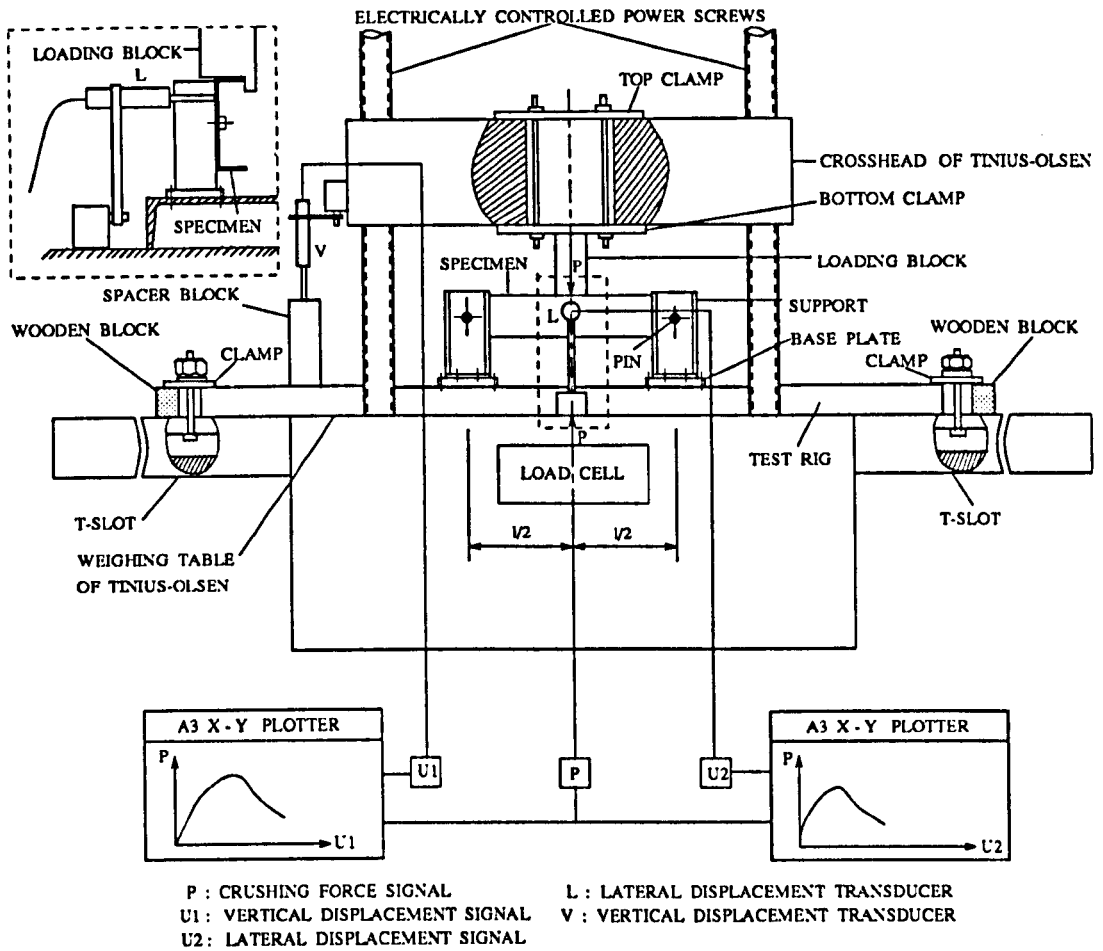 ELECTRICALLY CONTROLLED POWER SCREWS
LOADING BLOCK
L
SPECIMEN
TOP CLAMP
CROSSHEAD OF TINIUS-OLSEN
BOTTOM CLAMP
V
SPECIMEN
P
LOADING BLOCK
SPACER BLOCK
L
SUPPORT
WOODEN BLOCK
WOODEN BLOCK
CLAMP
PIN
BASE PLATE
CLAMP
P
TEST RIG
LOAD CELL
T-SLOT
T-SLOT
l/2
l/2
WEIGHING TABLE
OF TINIUS-OLSEN
A3 X-Y PLOTTER
A3 X-Y PLOTTER
P
U1
U1
P
U2
P
U2
P : CRUSHING FORCE SIGNAL
L : LATERAL DISPLACEMENT TRANSDUCER
U1 : VERTICAL DISPLACEMENT SIGNAL
V : VERTICAL DISPLACEMENT TRANSDUCER
U2 : LATERAL DISPLACEMENT SIGNAL